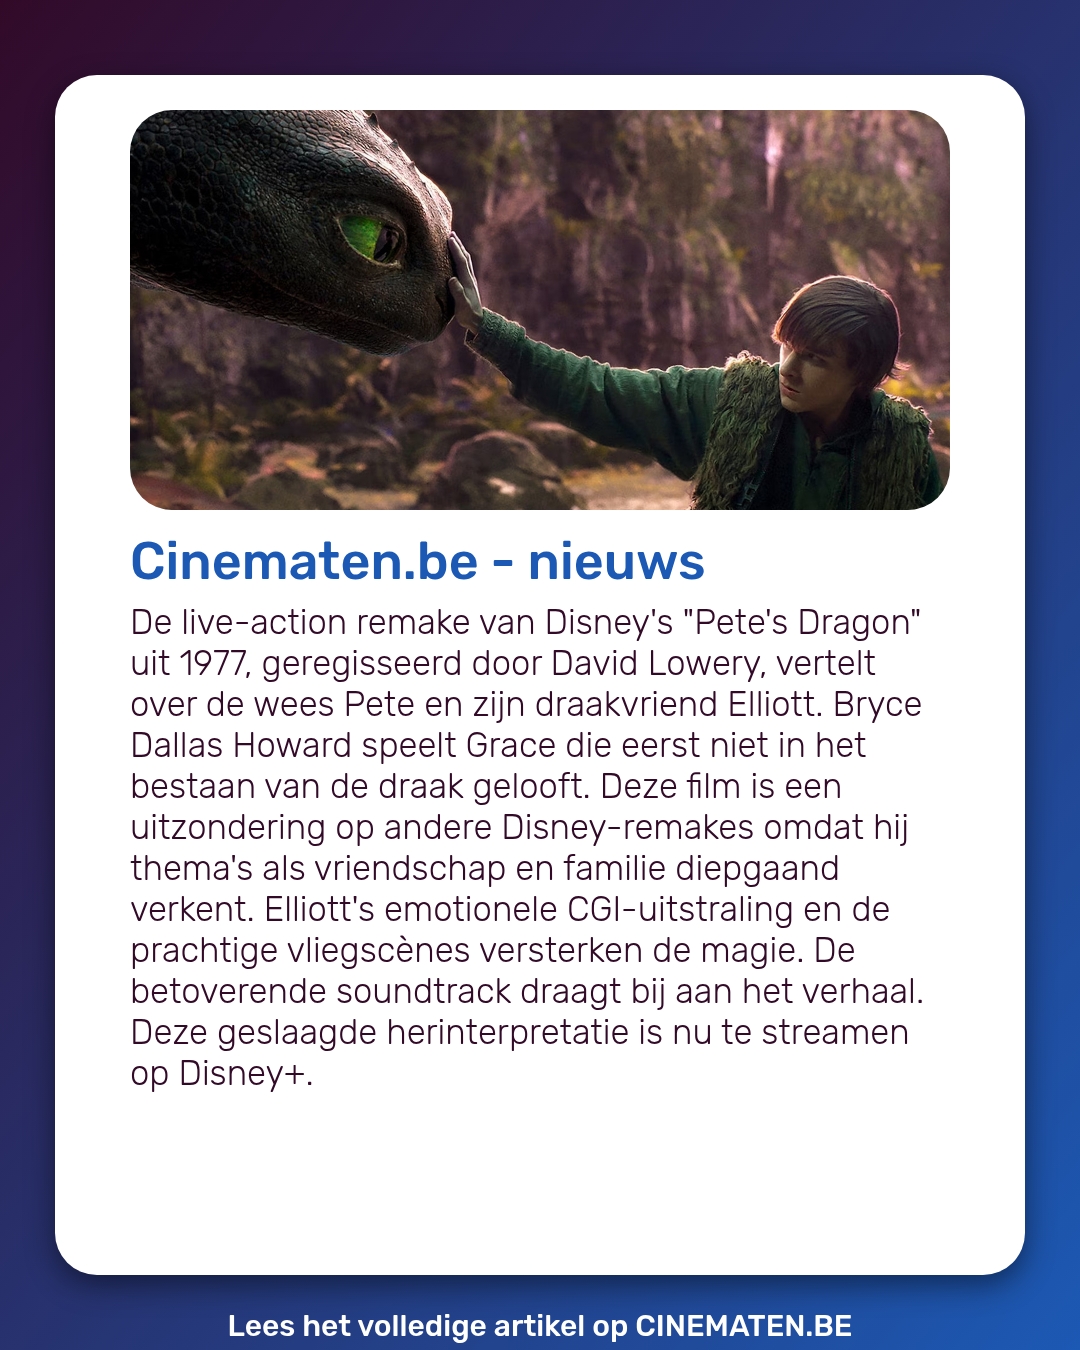 Cinematen.be - nieuws
De live-action remake van Disney's "Pete's Dragon"
uit 1977, geregisseerd door David Lowery, vertelt
over de wees Pete en zijn draakvriend Elliott. Bryce
Dallas Howard speelt Grace die eerst niet in het
bestaan van de draak gelooft. Deze film is een
uitzondering op andere Disney-remakes omdat hij
thema's als vriendschap en familie diepgaand
verkent. Elliott's emotionele CGI-uitstraling en de
prachtige vliegscènes versterken de magie. De
betoverende soundtrack draagt bij aan het verhaal.
Deze geslaagde herinterpretatie is nu te streamen
op Disney+.
Lees het volledige artikel op CINEMATEN.BE